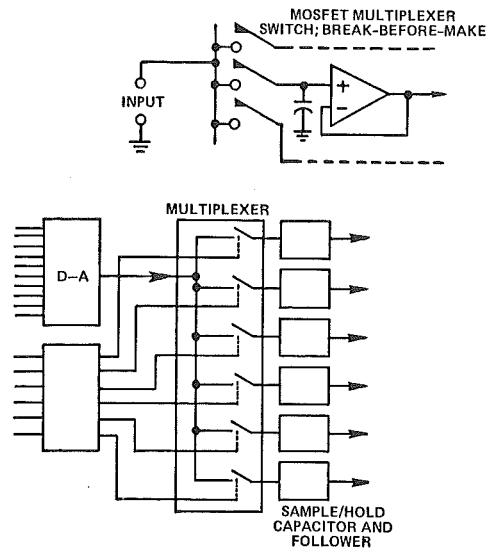 MOSFET MULTIPLEXER
SWITCH; BREAK-BEFORE-MAKE
INPUT
+
−
MULTIPLEXER
D–A
SAMPLE/HOLD
CAPACITOR AND
FOLLOWER